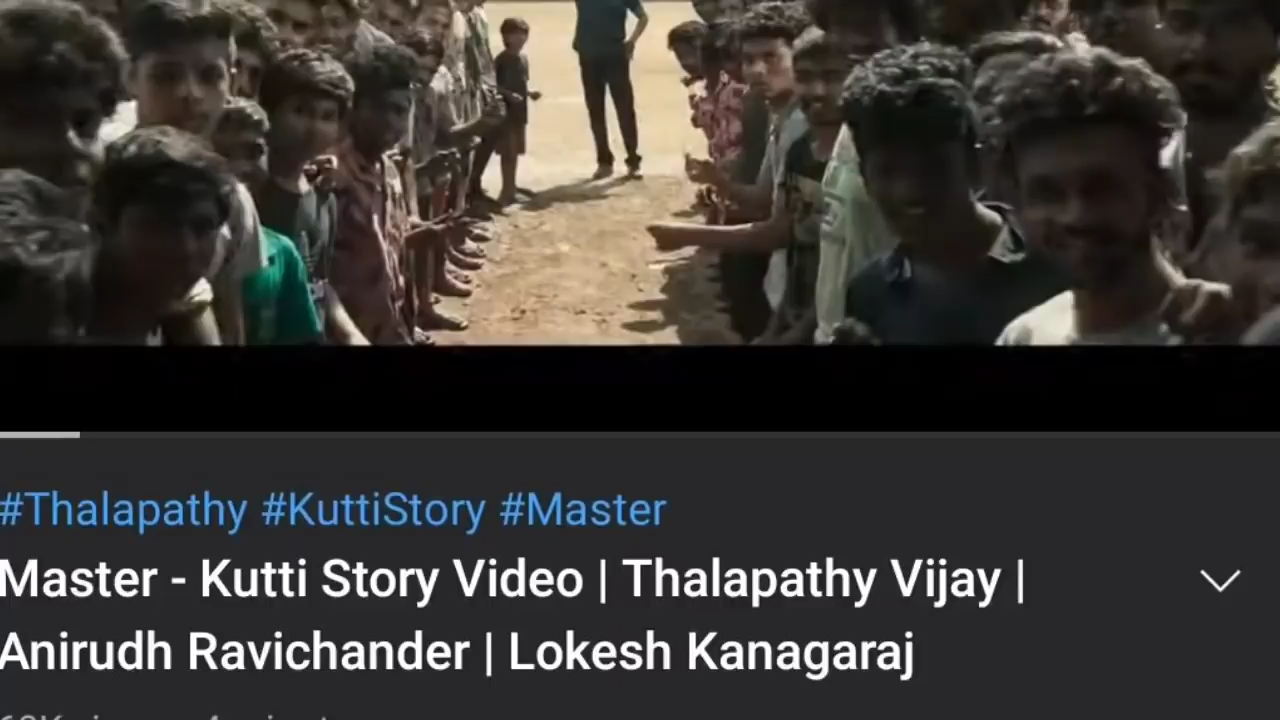 #Thalapathy #KuttiStory #Master
Master - Kutti Story Video | Thalapathy Vijay |
Anirudh Ravichander | Lokesh Kanagaraj